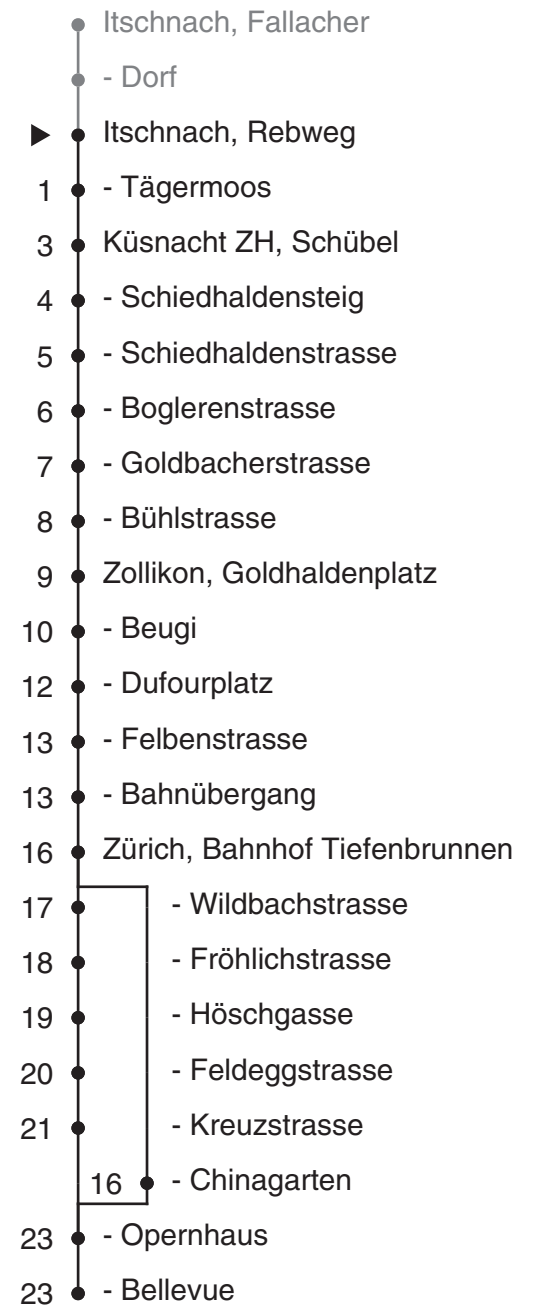 Itschnach, Fallacher
- Dorf
Itschnach, Rebweg
1 - Tägermoos
3 Küsnacht ZH, Schübel
4 - Schiedhaldensteig
5 - Schiedhaldenstrasse
6 - Boglerenstrasse
7 - Goldbacherstrasse
8 - Bühlstrasse
9 Zollikon, Goldhaldenplatz
10 - Beugi
12 - Dufourplatz
13 - Felbenstrasse
13 - Bahnübergang
16 Zürich, Bahnhof Tiefenbrunnen
17 - Wildbachstrasse
18 - Fröhlichstrasse
19 - Höschgasse
20 - Feldeggstrasse
21 - Kreuzstrasse
16 - Chinagarten
23 - Opernhaus
23 - Bellevue